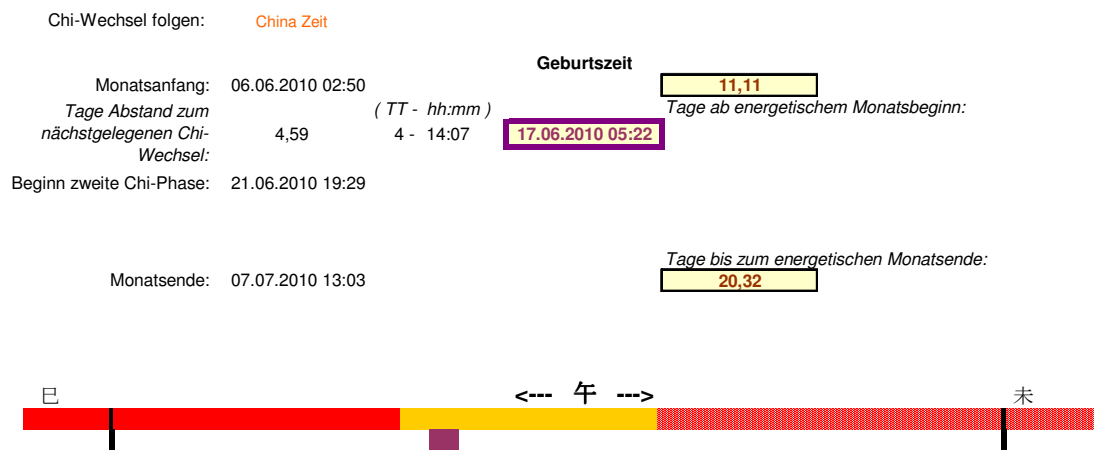 Chi-Wechsel folgen: China Zeit
Geburtszeit
Monatsanfang: 06.06.2010 02:50 11,11
Tage Abstand zum ( TT - hh:mm ) Tage ab energetischem Monatsbeginn:
nächstgelegenen Chi- 4,59 4 - 14:07 17.06.2010 05:22
Wechsel:
Beginn zweite Chi-Phase: 21.06.2010 19:29
Tage bis zum energetischen Monatsende:
Monatsende: 07.07.2010 13:03 20,32
巳 <--- 午 ---> 未